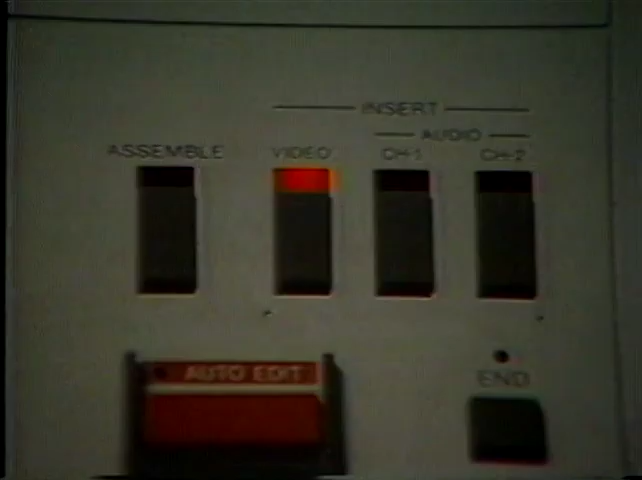 INSERT
AUDIO
ASSEMBLE VIDEO CH-1 CH-2
AUTO EDIT
END